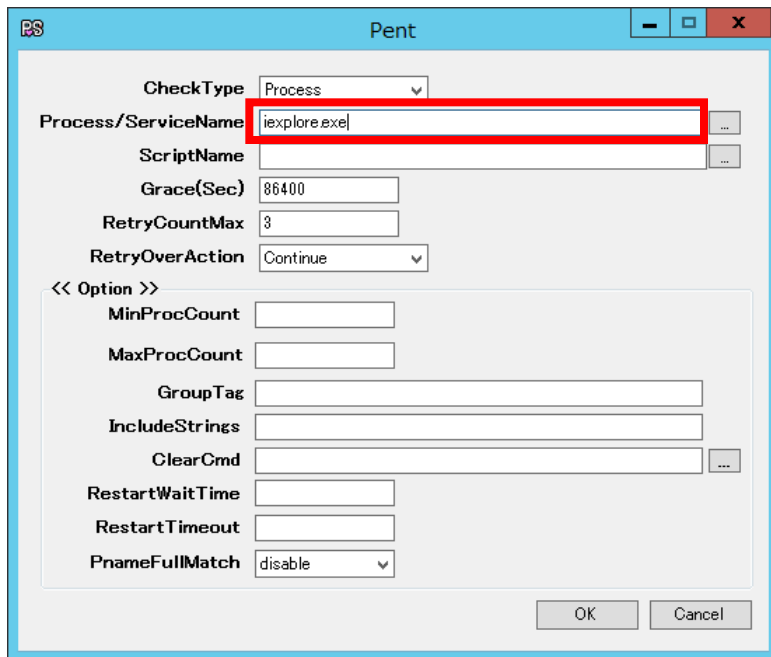 PS
Pent
CheckType Process
Process/ServiceName iexplore.exe ...
ScriptName ...
Grace(Sec) 86400
RetryCountMax 3
RetryOverAction Continue
<< Option >>
MinProcCount
MaxProcCount
GroupTag
IncludeStrings
ClearCmd ...
RestartWaitTime
RestartTimeout
PnameFullMatch disable
OK Cancel